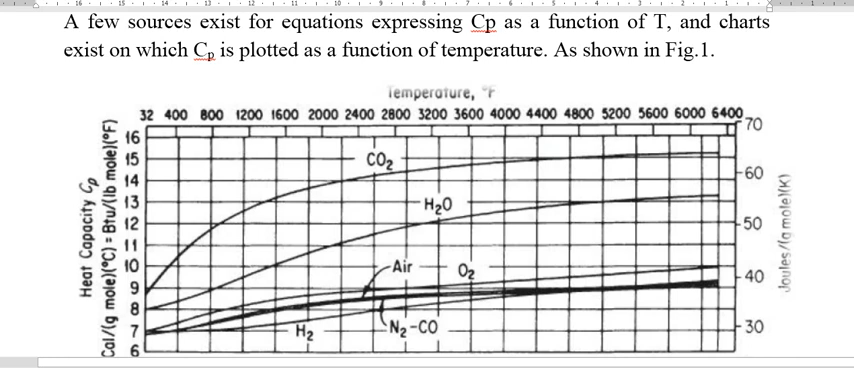 A few sources exist for equations expressing Cp as a function of T, and charts
exist on which Cp is plotted as a function of temperature. As shown in Fig.1.
Temperature, °F
32 400 800 1200 1600 2000 2400 2800 3200 3600 4000 4400 4800 5200 5600 6000 6400
Heat Capacity Cp
Cal/(g mole)(°C) = Btu/(lb mole)(°F)
16
15
14
13
12
11
10
9
8
7
6
CO2
H2O
Air
O2
H2
N2-CO
70
60
50
40
30
Joules/(g mole)(K)